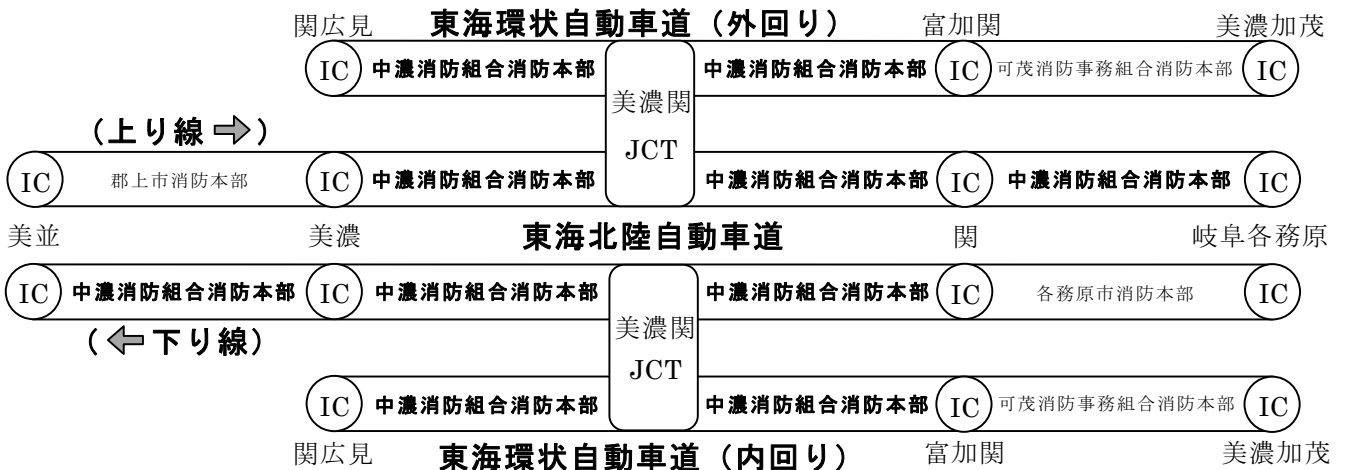 関広見 東海環状自動車道（外回り） 富加関 美濃加茂
IC 中濃消防組合消防本部 中濃消防組合消防本部 IC 可茂消防事務組合消防本部 IC
美濃関
JCT
（上り線⇨）
IC 郡上市消防本部 IC 中濃消防組合消防本部 中濃消防組合消防本部 IC 中濃消防組合消防本部 IC
美並 美濃 東海北陸自動車道 関 岐阜各務原
IC 中濃消防組合消防本部 IC 中濃消防組合消防本部 中濃消防組合消防本部 IC 各務原市消防本部 IC
（⇦下り線）
美濃関
JCT
IC 中濃消防組合消防本部 中濃消防組合消防本部 IC 可茂消防事務組合消防本部 IC
関広見 東海環状自動車道（内回り） 富加関 美濃加茂